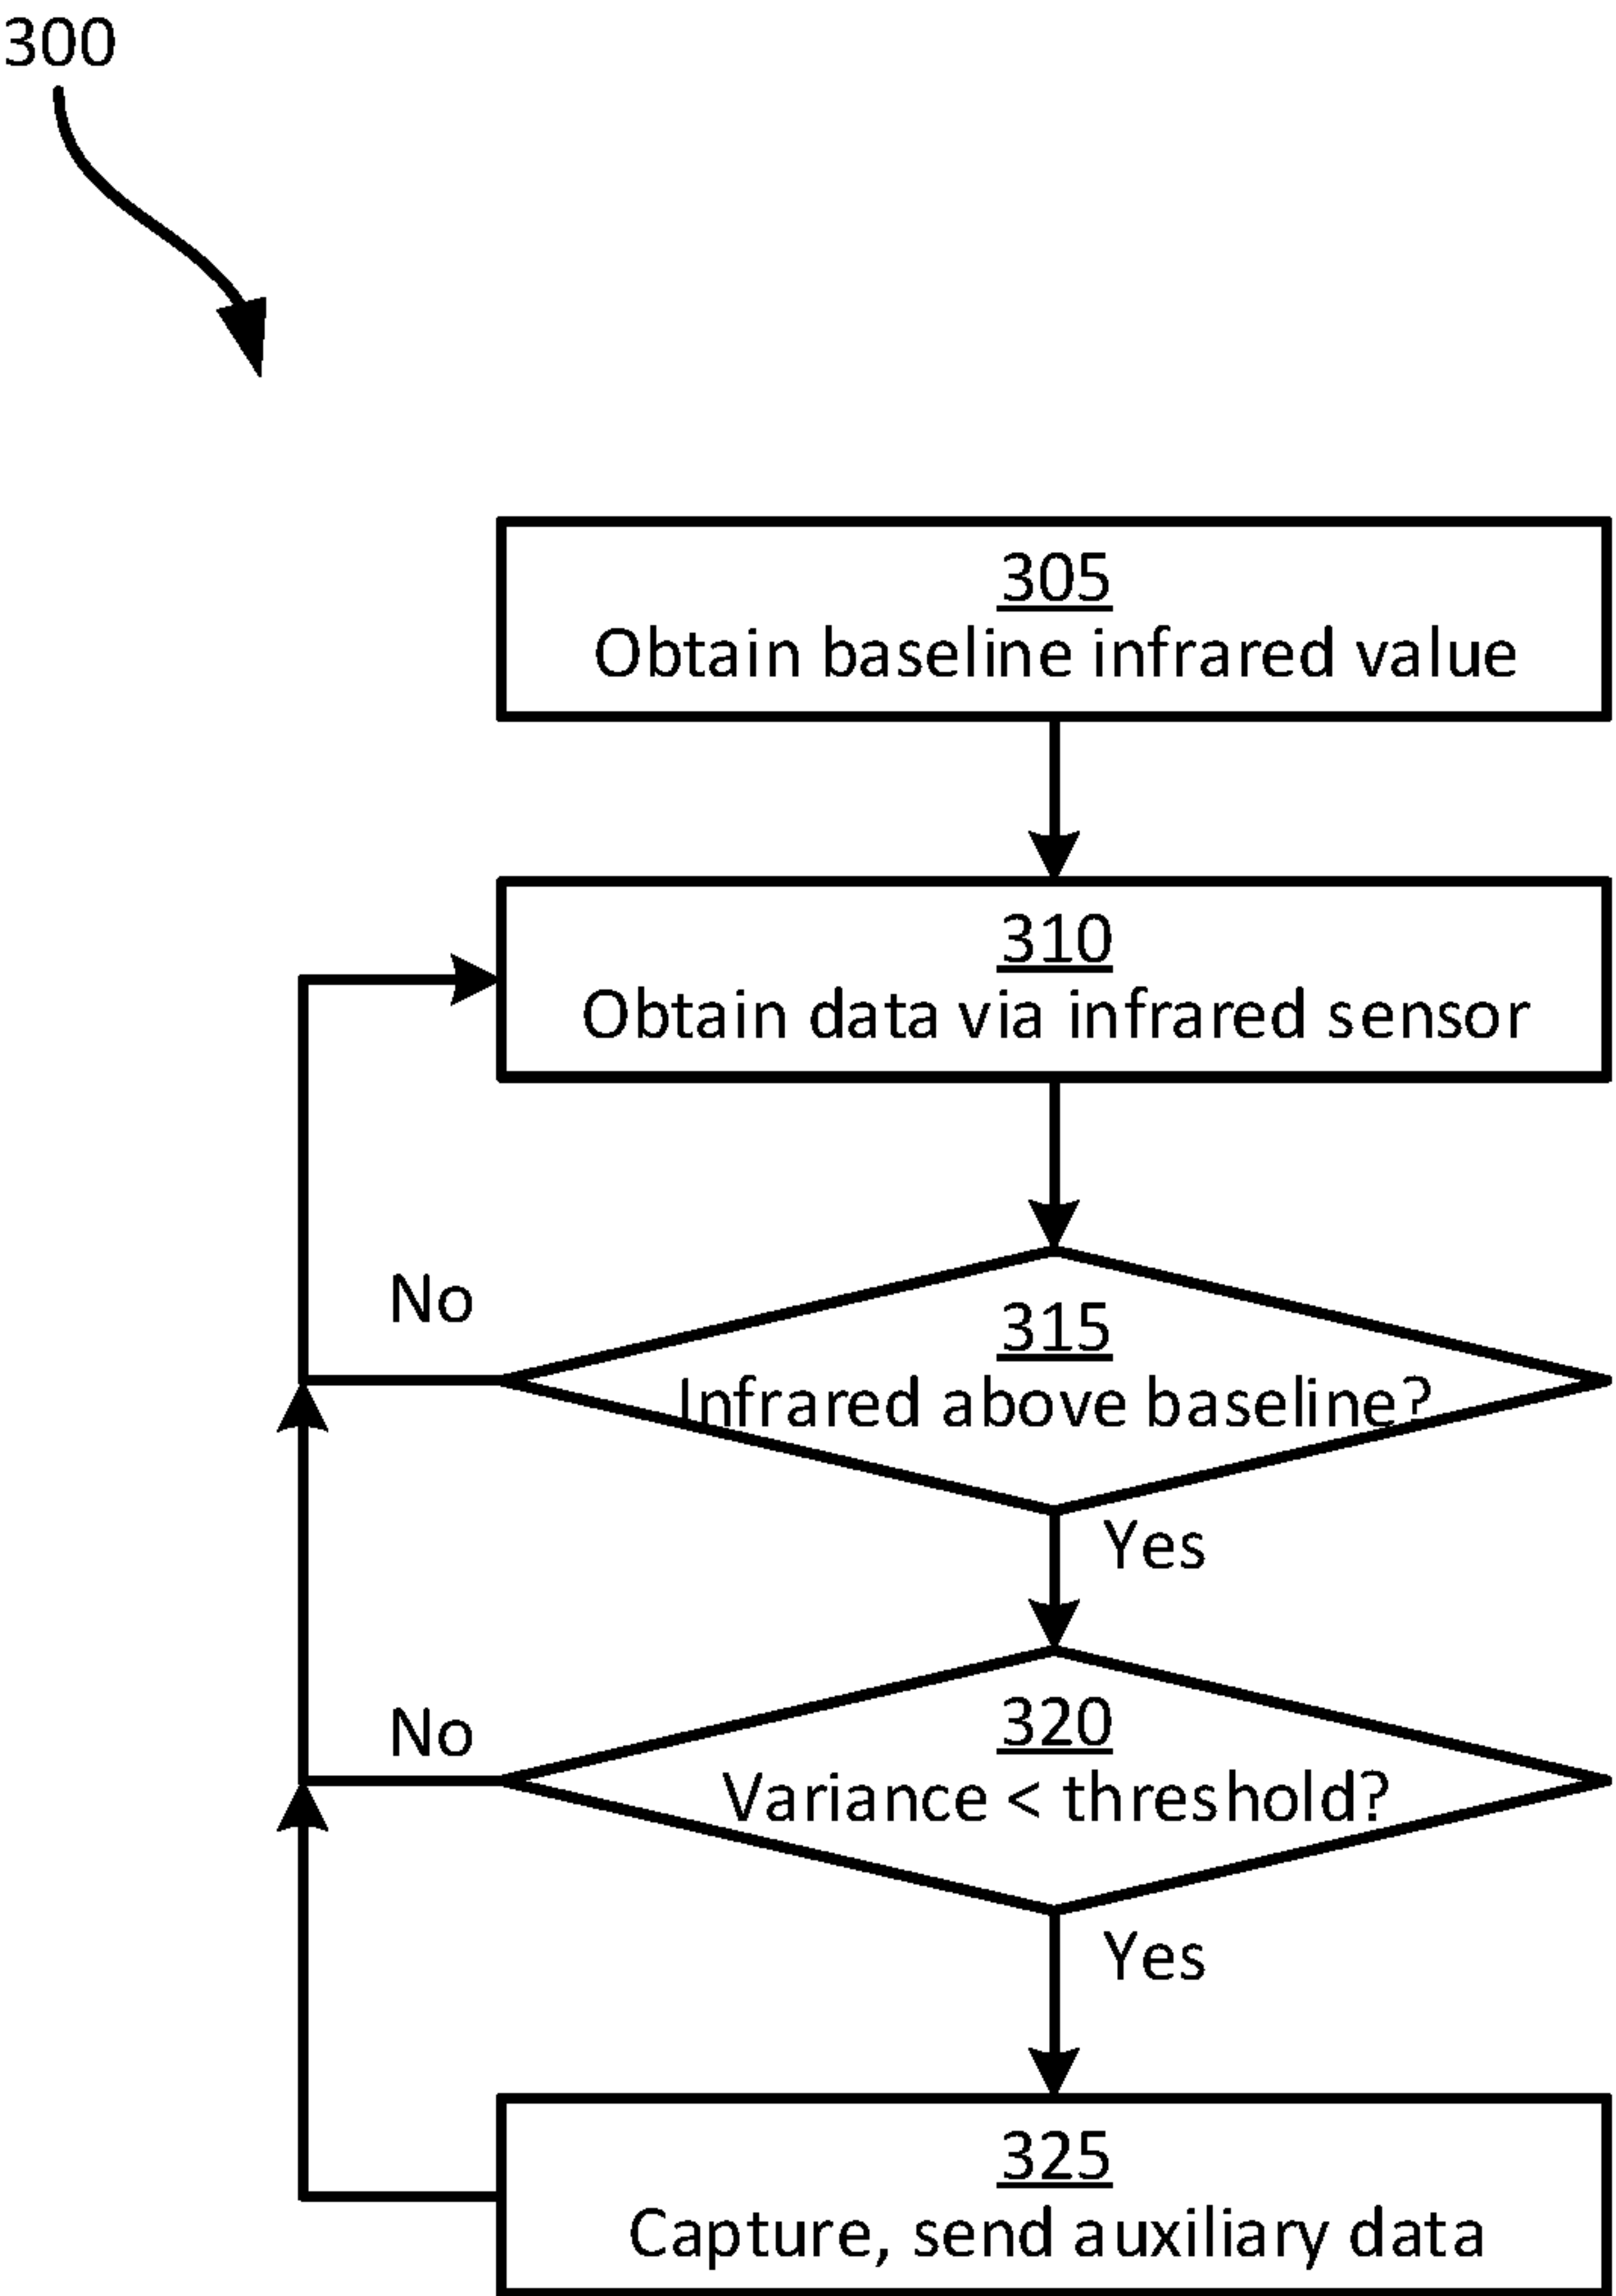 300
305
Obtain baseline infrared value
310
Obtain data via infrared sensor
No
315
Infrared above baseline?
Yes
No
320
Variance < threshold?
Yes
325
Capture, send auxiliary data